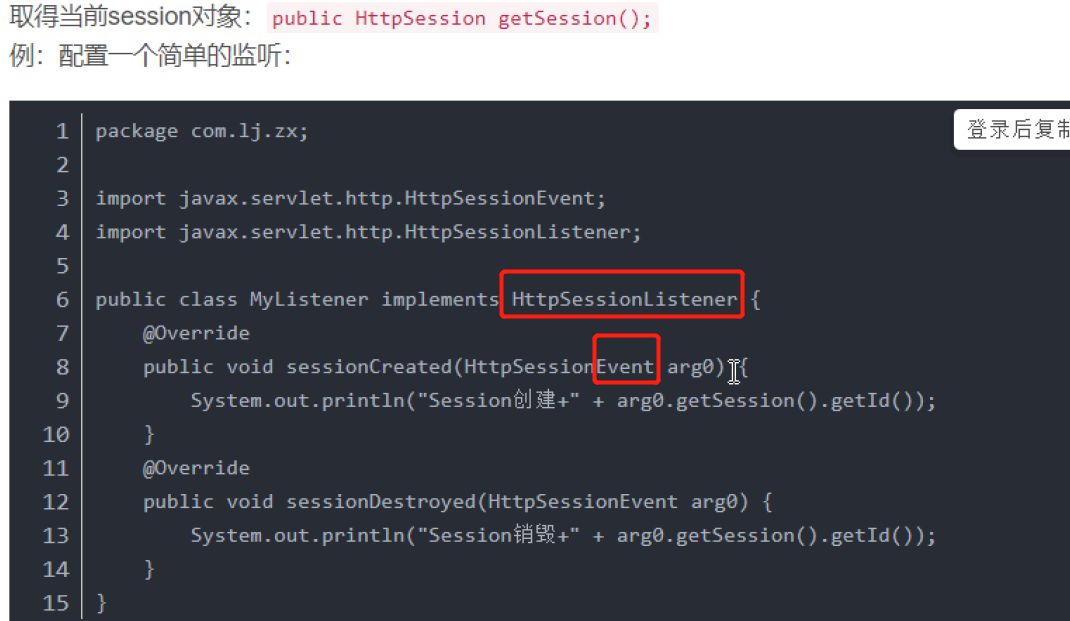 取得当前session对象： public HttpSession getSession();
例：配置一个简单的监听：
登录后复制
1 package com.lj.zx;
2
3 import javax.servlet.http.HttpSessionEvent;
4 import javax.servlet.http.HttpSessionListener;
5
6 public class MyListener implements HttpSessionListener {
7 @Override
8 public void sessionCreated(HttpSessionEvent arg0) {
9 System.out.println("Session创建+" + arg0.getSession().getId());
10 }
11 @Override
12 public void sessionDestroyed(HttpSessionEvent arg0) {
13 System.out.println("Session销毁+" + arg0.getSession().getId());
14 }
15 }